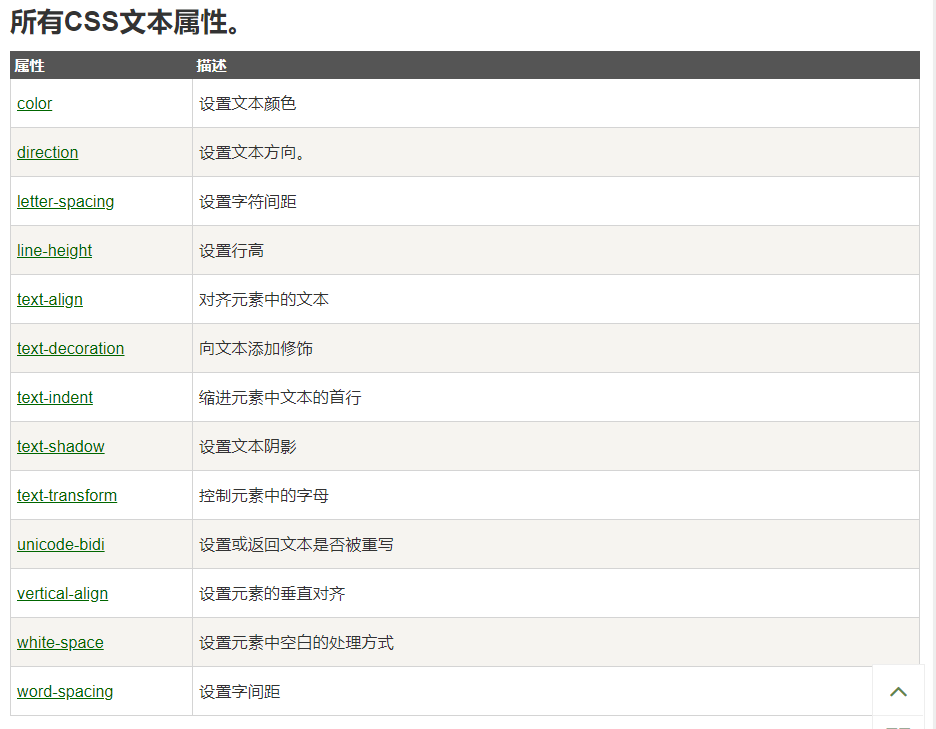 所有CSS文本属性。
属性 描述
color 设置文本颜色
direction 设置文本方向。
letter-spacing 设置字符间距
line-height 设置行高
text-align 对齐元素中的文本
text-decoration 向文本添加修饰
text-indent 缩进元素中文本的首行
text-shadow 设置文本阴影
text-transform 控制元素中的字母
unicode-bidi 设置或返回文本是否被重写
vertical-align 设置元素的垂直对齐
white-space 设置元素中空白的处理方式
word-spacing 设置字间距